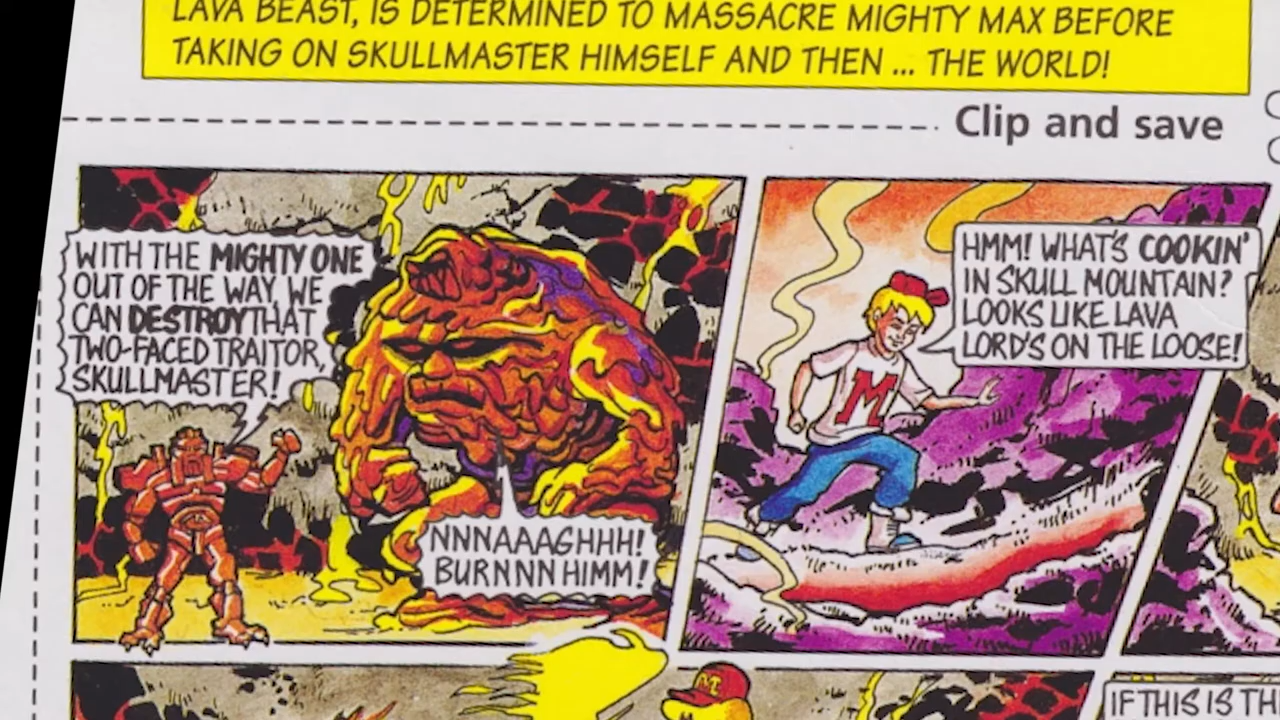 LAVA BEAST, IS DETERMINED TO MASSACRE MIGHTY MAX BEFORE
TAKING ON SKULLMASTER HIMSELF AND THEN ... THE WORLD!
Clip and save
WITH THE MIGHTY ONE
OUT OF THE WAY, WE
CAN DESTROY THAT
TWO-FACED TRAITOR,
SKULLMASTER!
NNNAAAGHHH!
BURNNN HIMM!
HMM! WHAT'S COOKIN'
IN SKULL MOUNTAIN?
LOOKS LIKE LAVA
LORD'S ON THE LOOSE!
M
M
IF THIS IS TH